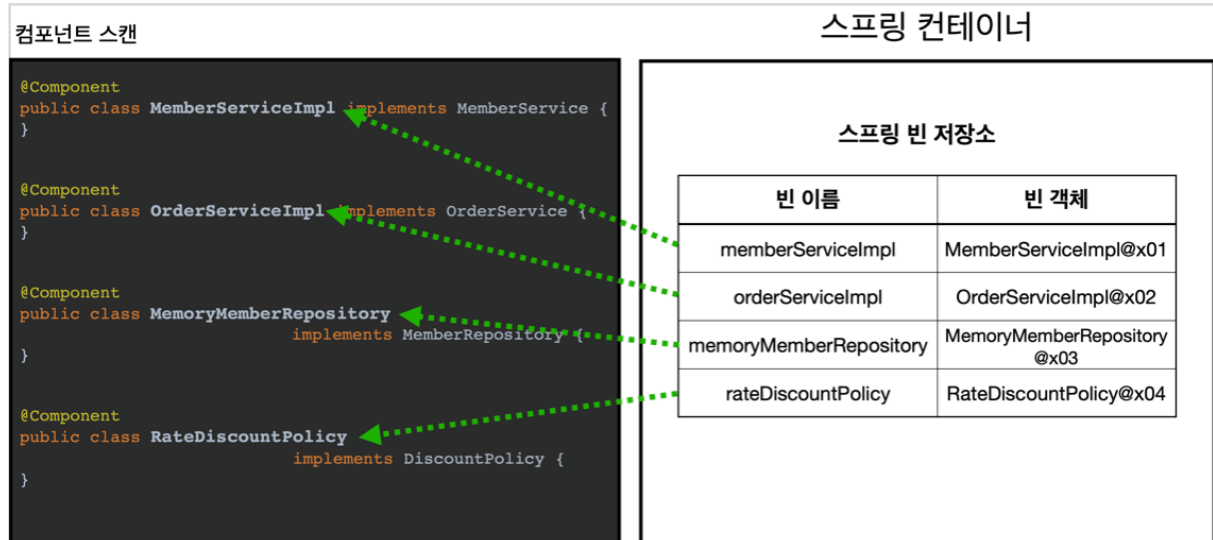 컴포넌트 스캔
스프링 컨테이너
@Component
public class MemberServiceImpl implements MemberService {
}
@Component
public class OrderServiceImpl implements OrderService {
}
@Component
public class MemoryMemberRepository
implements MemberRepository {
}
@Component
public class RateDiscountPolicy
implements DiscountPolicy {
}
스프링 빈 저장소
빈 이름 빈 객체
memberServiceImpl MemberServiceImpl@x01
orderServiceImpl OrderServiceImpl@x02
memoryMemberRepository MemoryMemberRepository
@x03
rateDiscountPolicy RateDiscountPolicy@x04